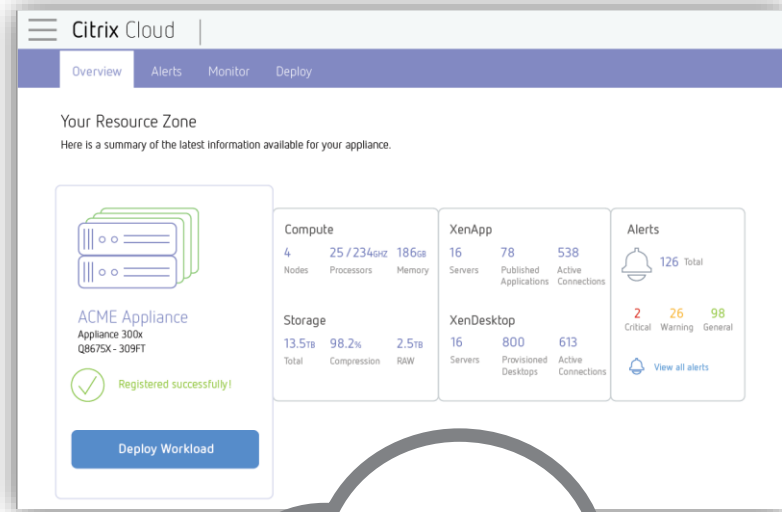 Citrix Cloud
Overview Alerts Monitor Deploy
Your Resource Zone
Here is a summary of the latest information available for your appliance.
ACME Appliance
Appliance 300x
Q8675X - 309FT
Registered successfully!
Deploy Workload
Compute
4 25 / 234GHZ 186GB
Nodes Processors Memory
Storage
13.5TB 98.2% 2.5TB
Total Compression RAW
XenApp
16 78 538
Servers Published Active
Applications Connections
XenDesktop
16 800 613
Servers Provisioned Active
Desktops Connections
Alerts
126 Total
2 26 98
Critical Warning General
View all alerts